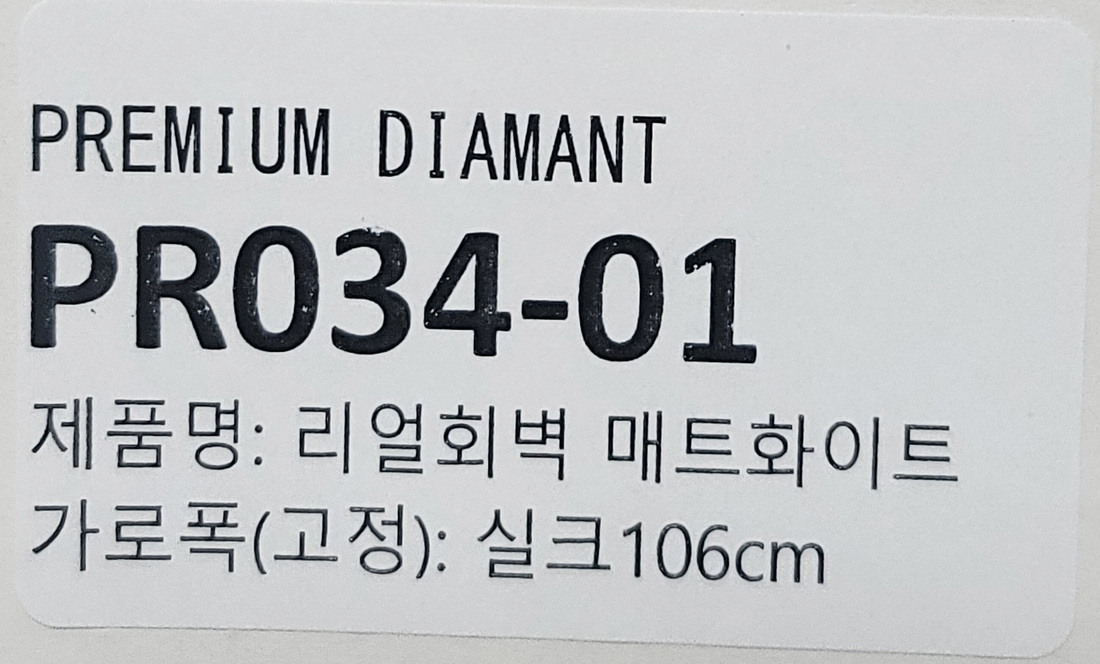 PREMIUM DIAMANT
PR034-01
제품명: 리얼회벽 매트화이트
가로폭(고정): 실크106cm